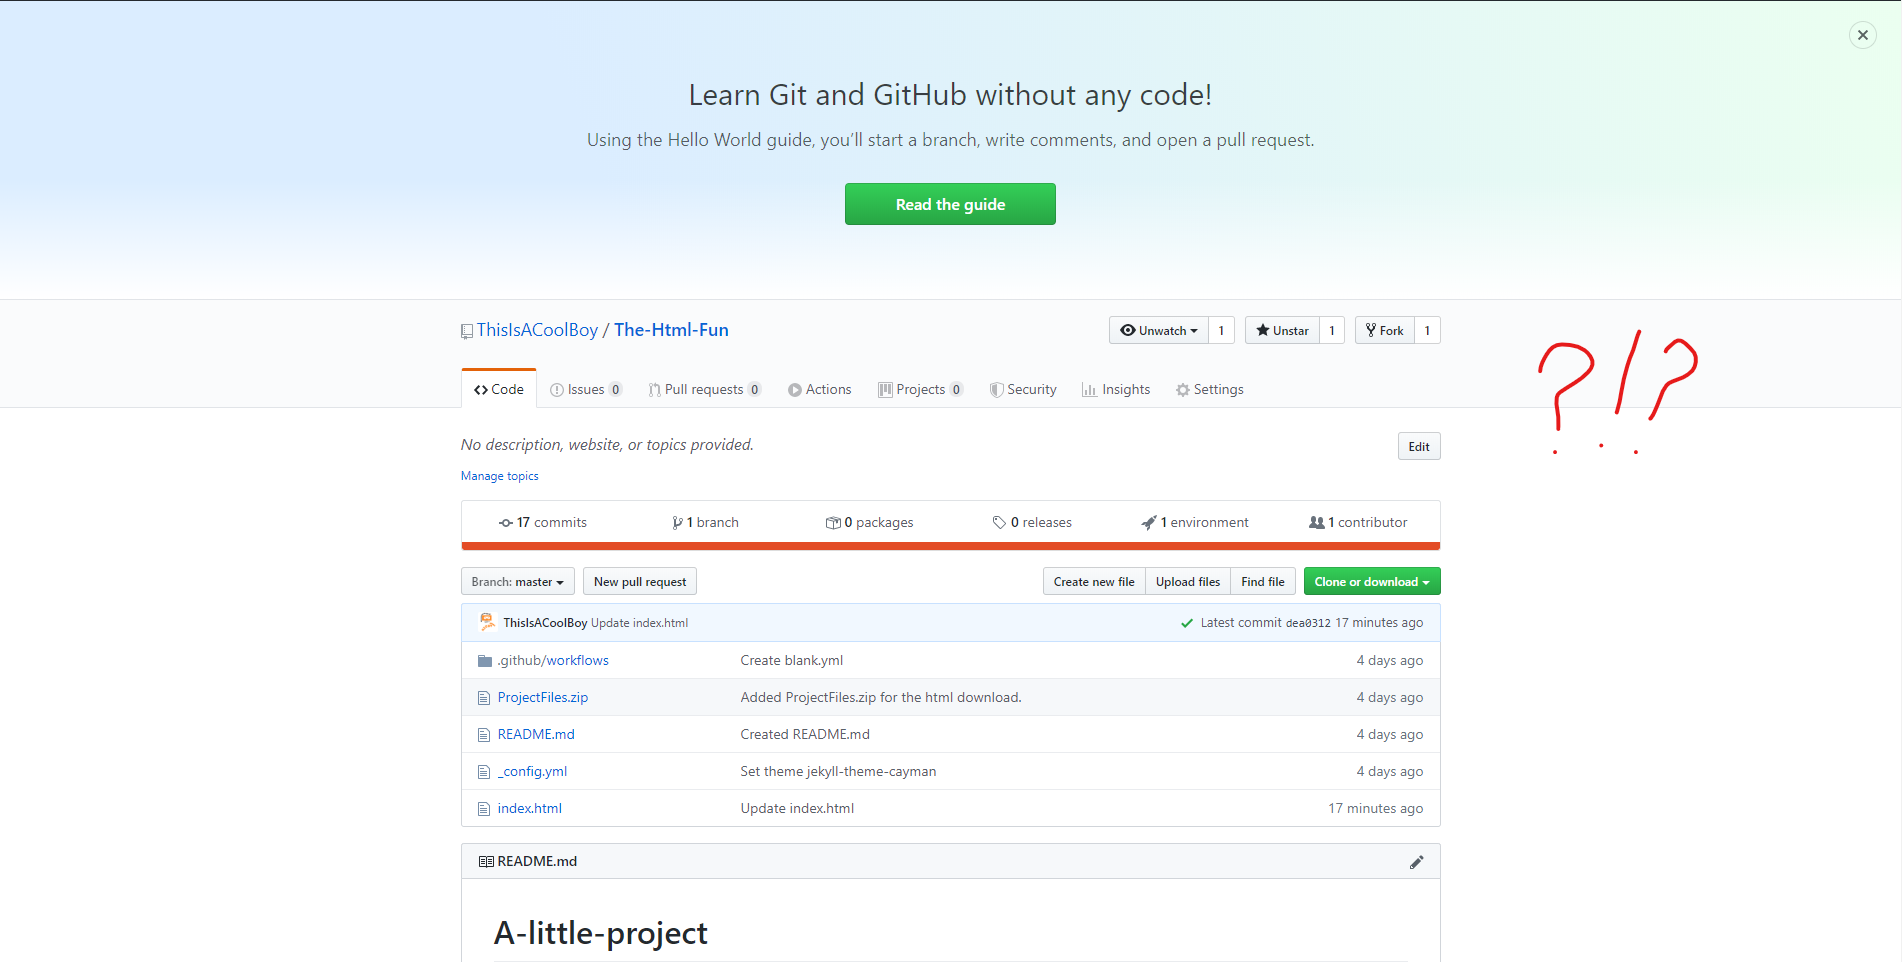 Learn Git and GitHub without any code!
Using the Hello World guide, you’ll start a branch, write comments, and open a pull request.
Read the guide
ThisIsACoolBoy / The-Html-Fun
Unwatch 1 Unstar 1 Fork 1
?!?
Code Issues 0 Pull requests 0 Actions Projects 0 Security Insights Settings
No description, website, or topics provided.
Edit
Manage topics
17 commits 1 branch 0 packages 0 releases 1 environment 1 contributor
Branch: master New pull request Create new file Upload files Find file Clone or download
ThisIsACoolBoy Update index.html Latest commit dea0312 17 minutes ago
.github/workflows Create blank.yml 4 days ago
ProjectFiles.zip Added ProjectFiles.zip for the html download. 4 days ago
README.md Created README.md 4 days ago
_config.yml Set theme jekyll-theme-cayman 4 days ago
index.html Update index.html 17 minutes ago
README.md
A-little-project